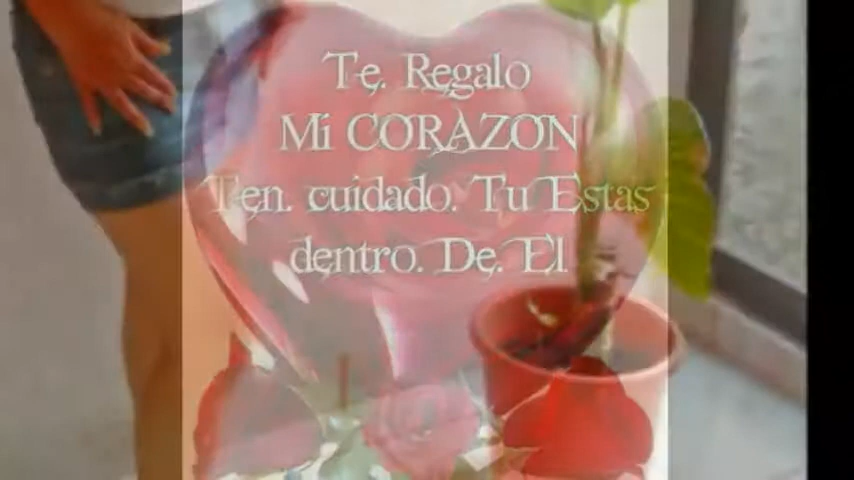 Te. Regalo
Mi CORAZON
Ten. cuidado. Tu Estas
dentro. De. El